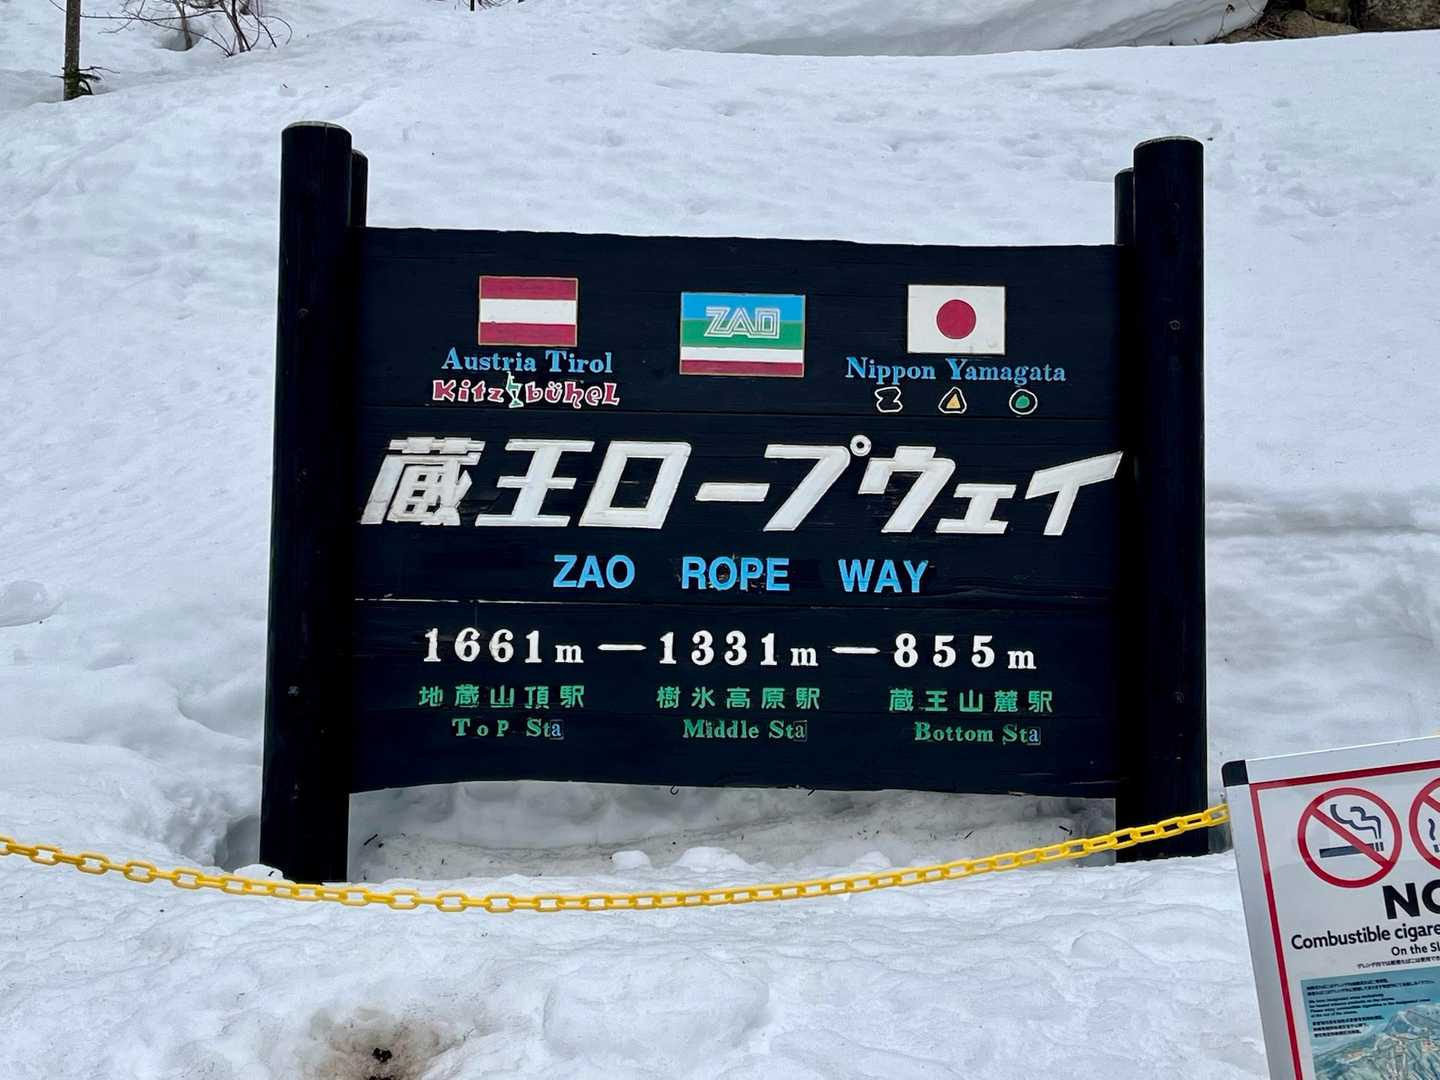 ZAO
Austria Tirol
Nippon Yamagata
Kitzbühel
ZAO
蔵王ロープウェイ
ZAO ROPE WAY
1661m — 1331m — 855m
地蔵山頂駅 樹氷高原駅 蔵王山麓駅
ToP Sta Middle Sta Bottom Sta
NO
Combustible cigare
On the Sl